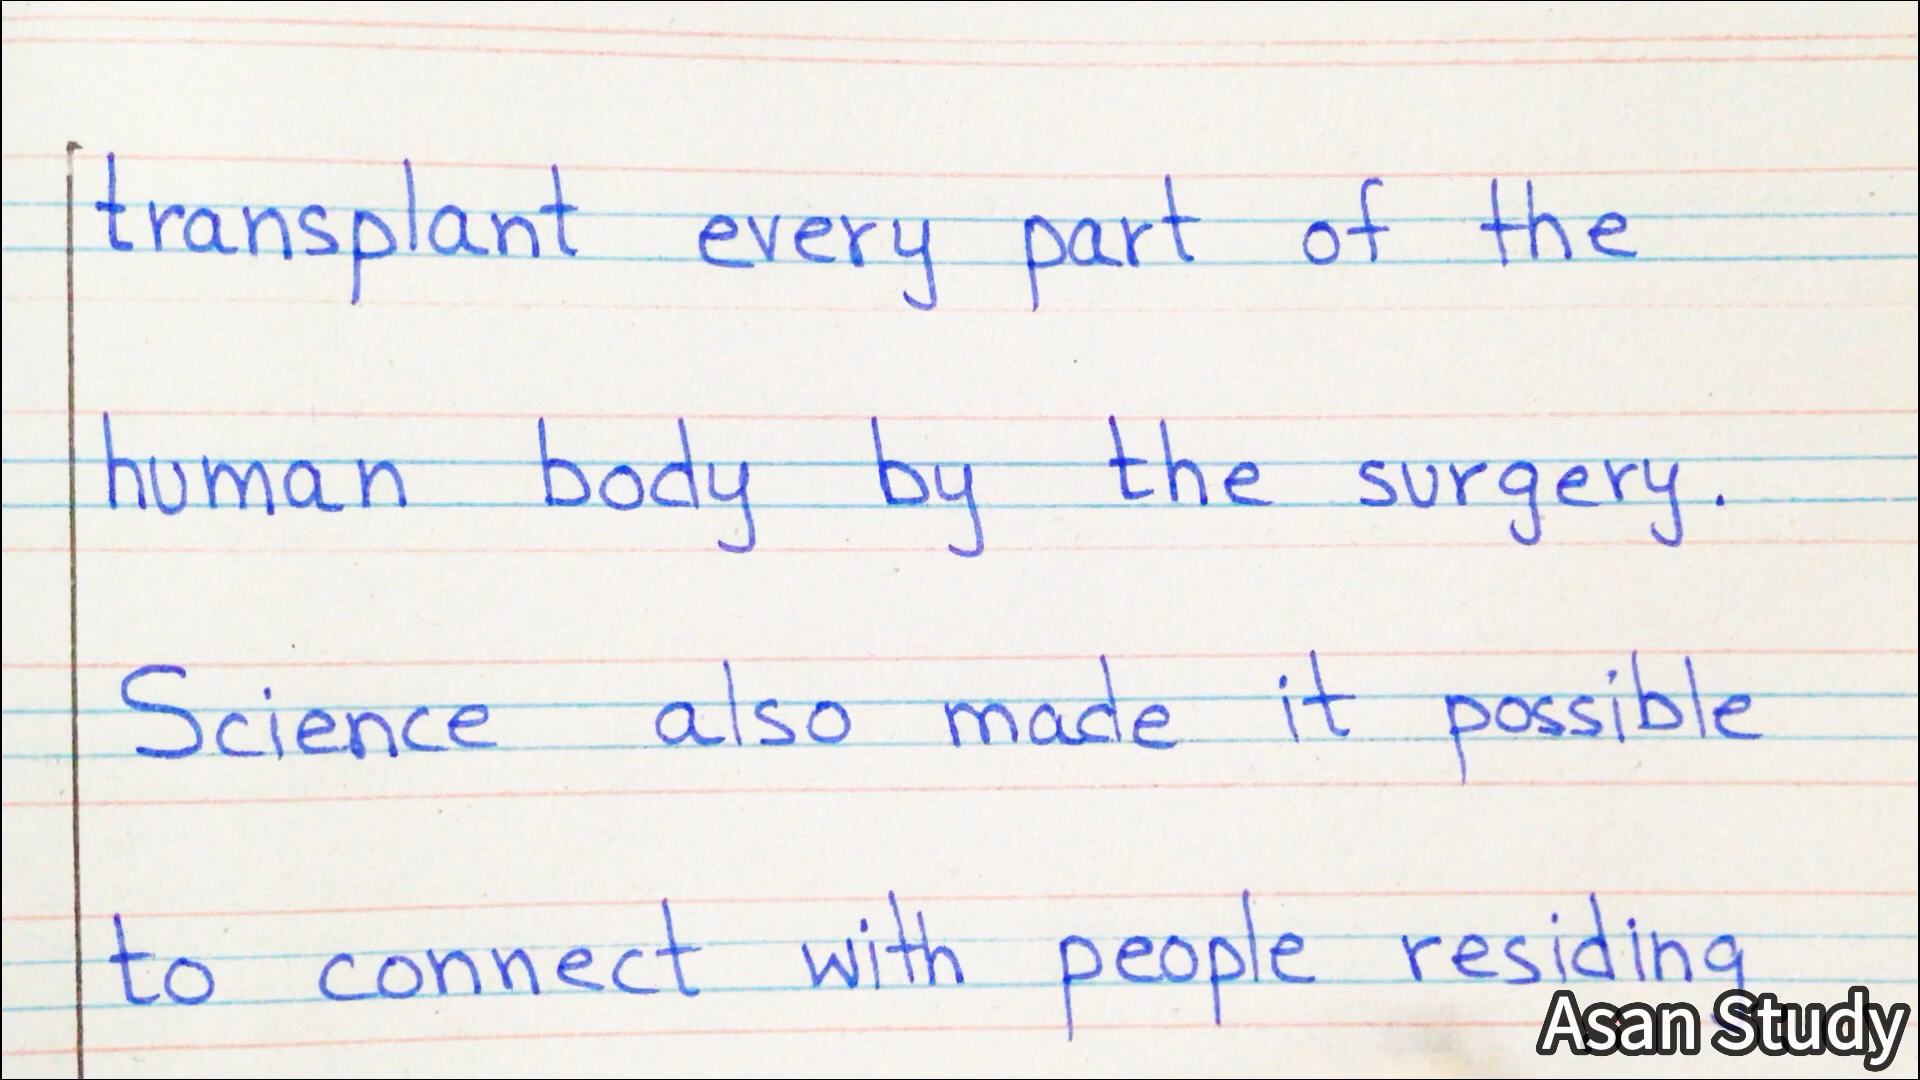 transplant every part of the
human body by the surgery.
Science also made it possible
to connect with people residing
Asan Study